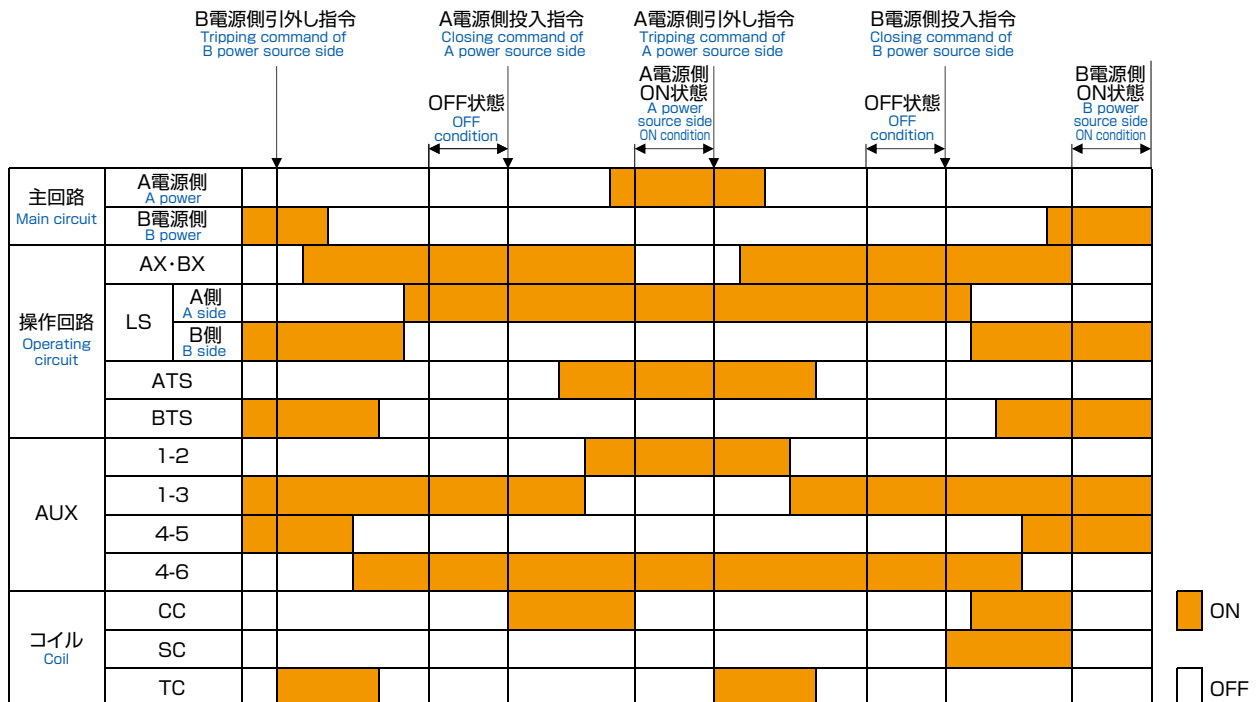 B電源側引外し指令
Tripping command of
B power source side
A電源側投入指令
Closing command of
A power source side
A電源側引外し指令
Tripping command of
A power source side
B電源側投入指令
Closing command of
B power source side
OFF状態
OFF
condition
A電源側
ON状態
A power
source side
ON condition
OFF状態
OFF
condition
B電源側
ON状態
B power
source side
ON condition
主回路
Main circuit
A電源側
A power
B電源側
B power
操作回路
Operating
circuit
AX・BX
LS
A側
A side
B側
B side
ATS
BTS
AUX
1-2
1-3
4-5
4-6
コイル
Coil
CC
SC
TC
ON
OFF